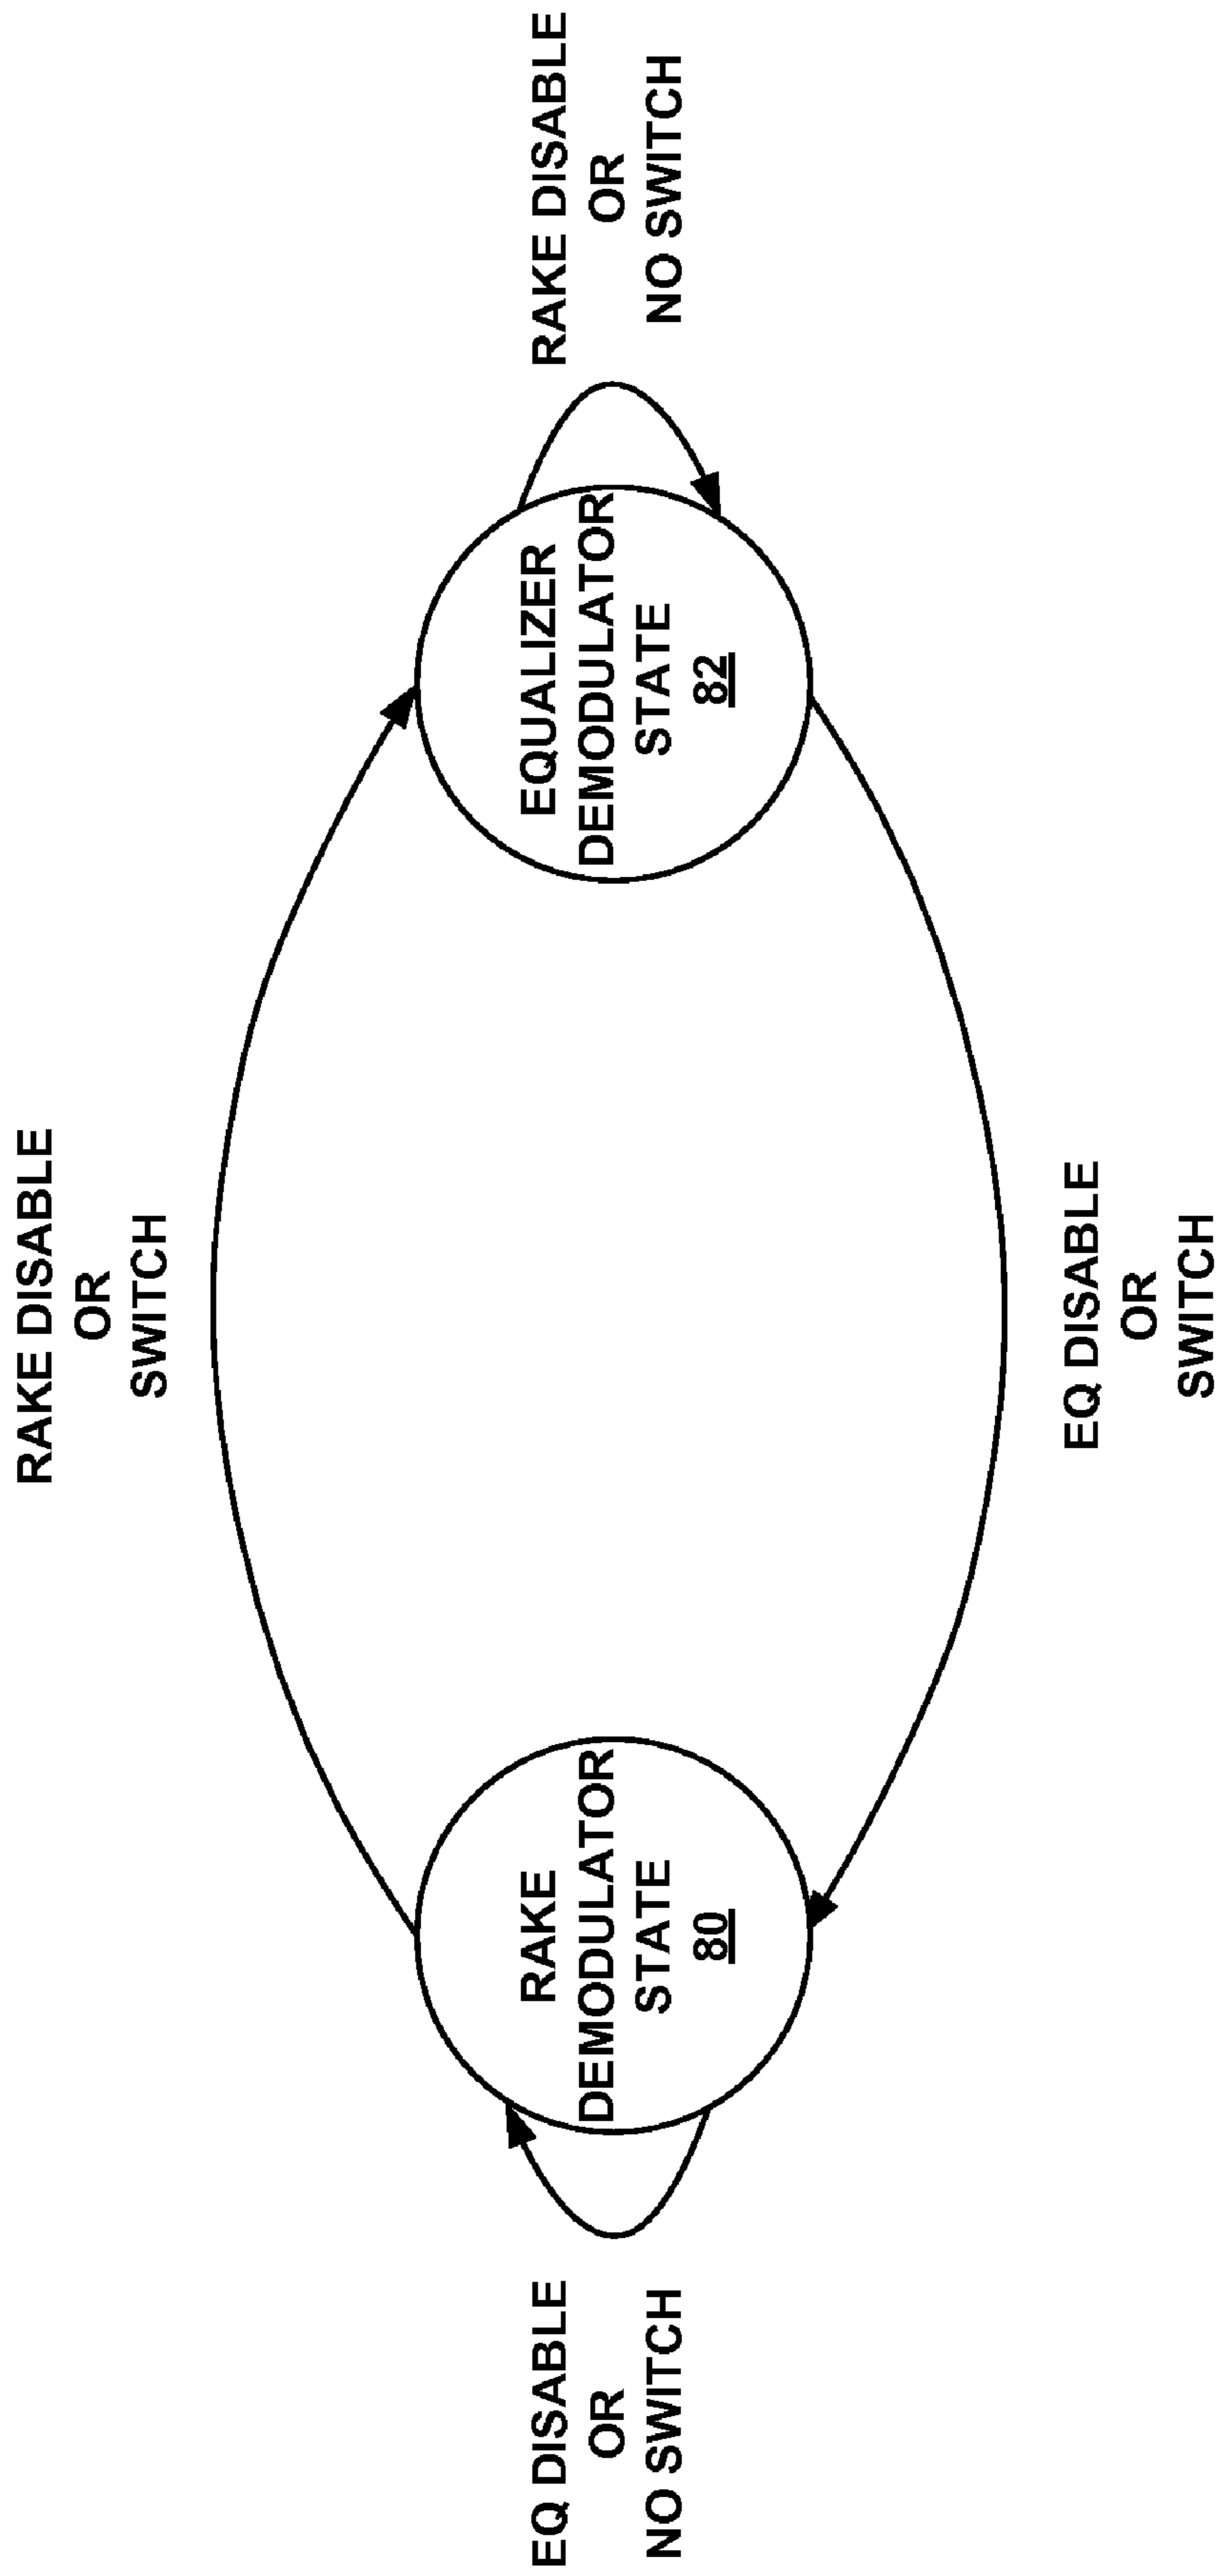 RAKE DISABLE
OR
SWITCH
EQ DISABLE
OR
NO SWITCH
RAKE
DEMODULATOR
STATE
80
EQUALIZER
DEMODULATOR
STATE
82
RAKE DISABLE
OR
NO SWITCH
EQ DISABLE
OR
SWITCH